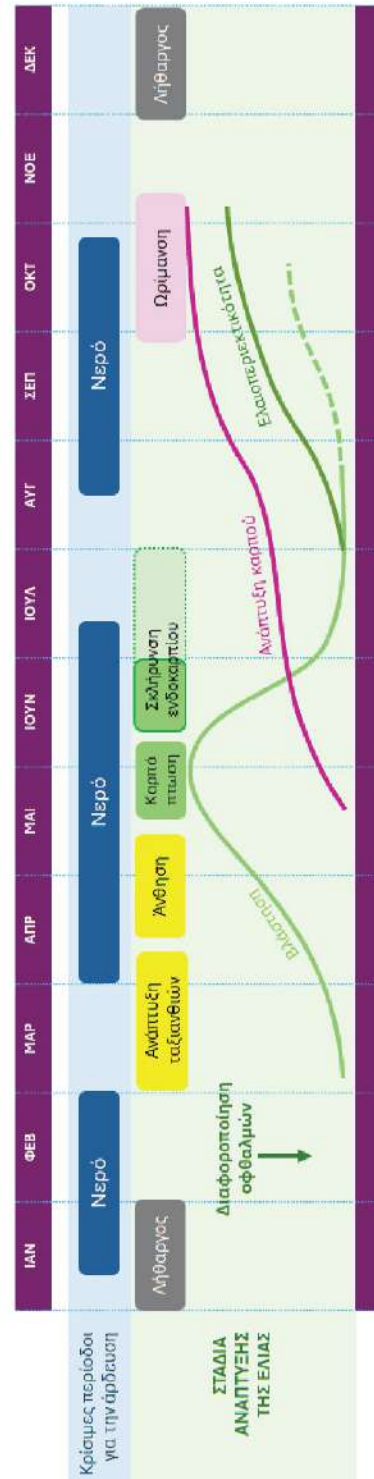 ΙΑΝ
ΦΕΒ
ΜΑΡ
ΑΠΡ
ΜΑΙ
ΙΟΥΝ
ΙΟΥΛ
ΑΥΓ
ΣΕΠ
ΟΚΤ
ΝΟΕ
ΔΕΚ
Κρίσιμες περίοδοι
για την άρδευση
Νερό
Νερό
Νερό
ΣΤΑΔΙΑ
ΑΝΑΠΤΥΞΗΣ
ΤΗΣ ΕΛΙΑΣ
Λήθαργος
Ανάπτυξη
ταξιανθιών
Άνθηση
Καρπό
πτωση
Σκλήρυνση
ενδοκαρπίου
Ωρίμανση
Λήθαργος
Διαφοροποίηση
οφθαλμών
Βλάστηση
Ανάπτυξη καρπού
Ελαιοπεριεκτικότητα